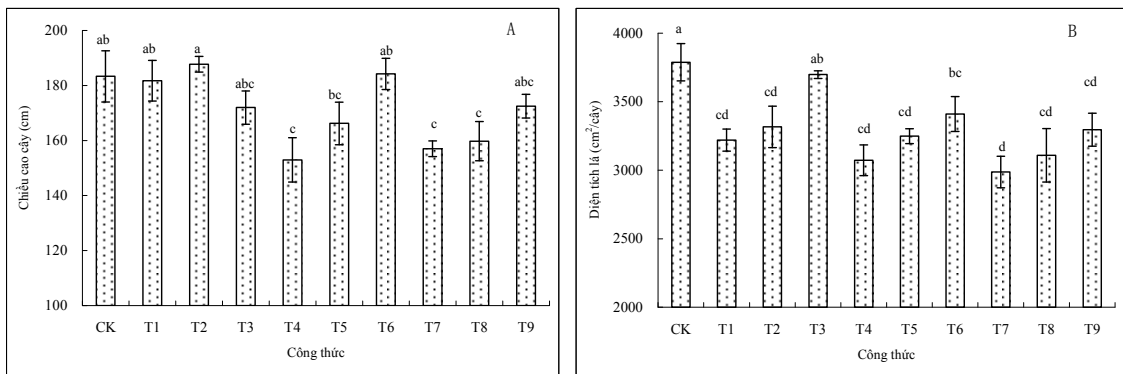 A
Chiều cao cây (cm)
200
180
160
140
120
100
ab
ab
a
abc
c
bc
ab
c
c
abc
CK T1 T2 T3 T4 T5 T6 T7 T8 T9
Công thức
B
Diện tích lá (cm²/cây)
4000
3500
3000
2500
2000
a
cd
cd
ab
cd
cd
bc
d
cd
cd
CK T1 T2 T3 T4 T5 T6 T7 T8 T9
Công thức